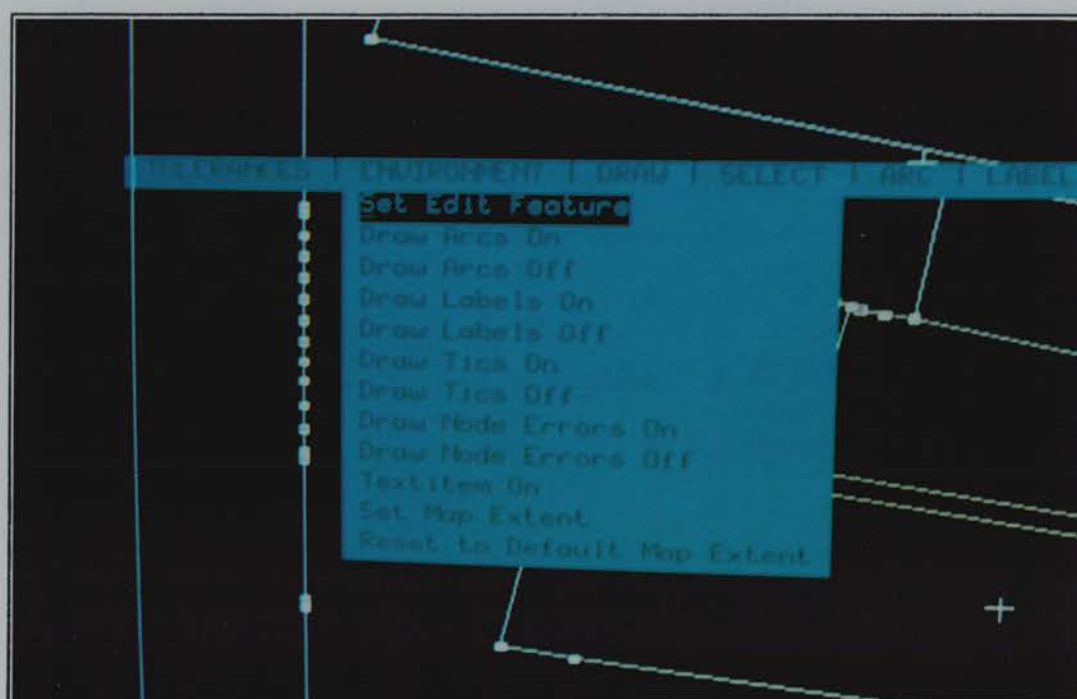 TOLERANCES | ENVIRONMENT | DRAW | SELECT | ARC | LABEL
Set Edit Feature
Draw Arcs On
Draw Arcs Off
Draw Labels On
Draw Labels Off
Draw Tics On
Draw Tics Off
Draw Node Errors On
Draw Node Errors Off
Textitem On
Set Map Extent
Reset to Default Map Extent